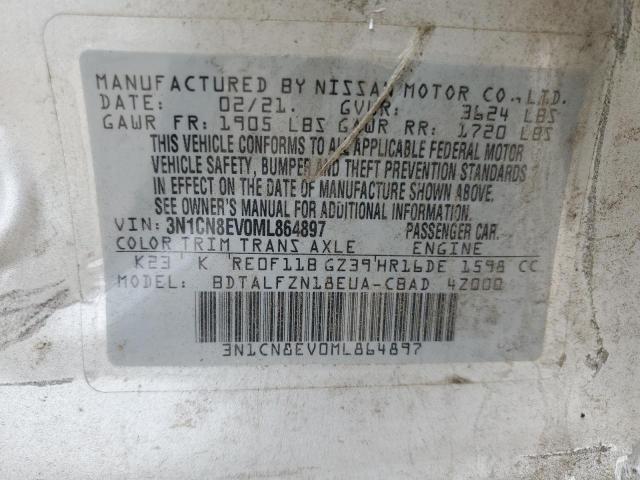 MANUFACTURED BY NISSAN MOTOR CO., LTD.
DATE: 02/21. GVWR: 3624 LBS
GAWR FR: 1905 LBS GAWR RR: 1720 LBS
THIS VEHICLE CONFORMS TO ALL APPLICABLE FEDERAL MOTOR
VEHICLE SAFETY, BUMPER AND THEFT PREVENTION STANDARDS
IN EFFECT ON THE DATE OF MANUFACTURE SHOWN ABOVE.
SEE OWNER'S MANUAL FOR ADDITIONAL INFORMATION.
VIN: 3N1CN8EV0ML864897 PASSENGER CAR.
COLOR TRIM TRANS AXLE ENGINE
K23 K RE0F11B GZ39 HR16DE 1598 CC
MODEL: BDTALFZN18EUA-CBAD 4Z000
3N1CN8EV0ML864897